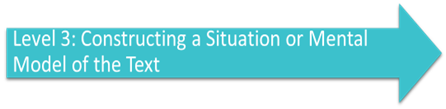 Level 3: Constructing a Situation or Mental
Model of the Text